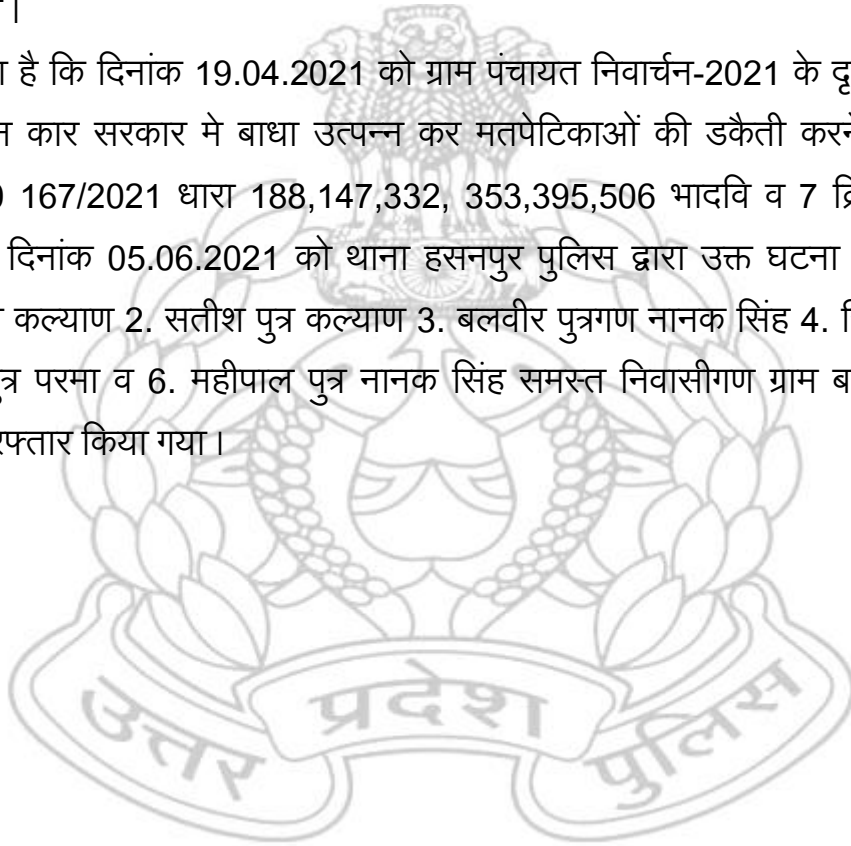 है कि दिनांक 19.04.2021 को ग्राम पंचायत निवार्चन-2021 के
कार सरकार मे बाधा उत्पन्न कर मतपेटिकाओं की डकैती करने
167/2021 धारा 188,147,332, 353,395,506 भादवि व 7
दिनांक 05.06.2021 को थाना हसनपुर पुलिस द्वारा उक्त घटना
कल्याण 2. सतीश पुत्र कल्याण 3. बलवीर पुत्रगण नानक सिंह 4.
परमा व 6. महीपाल पुत्र नानक सिंह समस्त निवासीगण ग्राम
किया गया।
उत्तर प्रदेश पुलिस